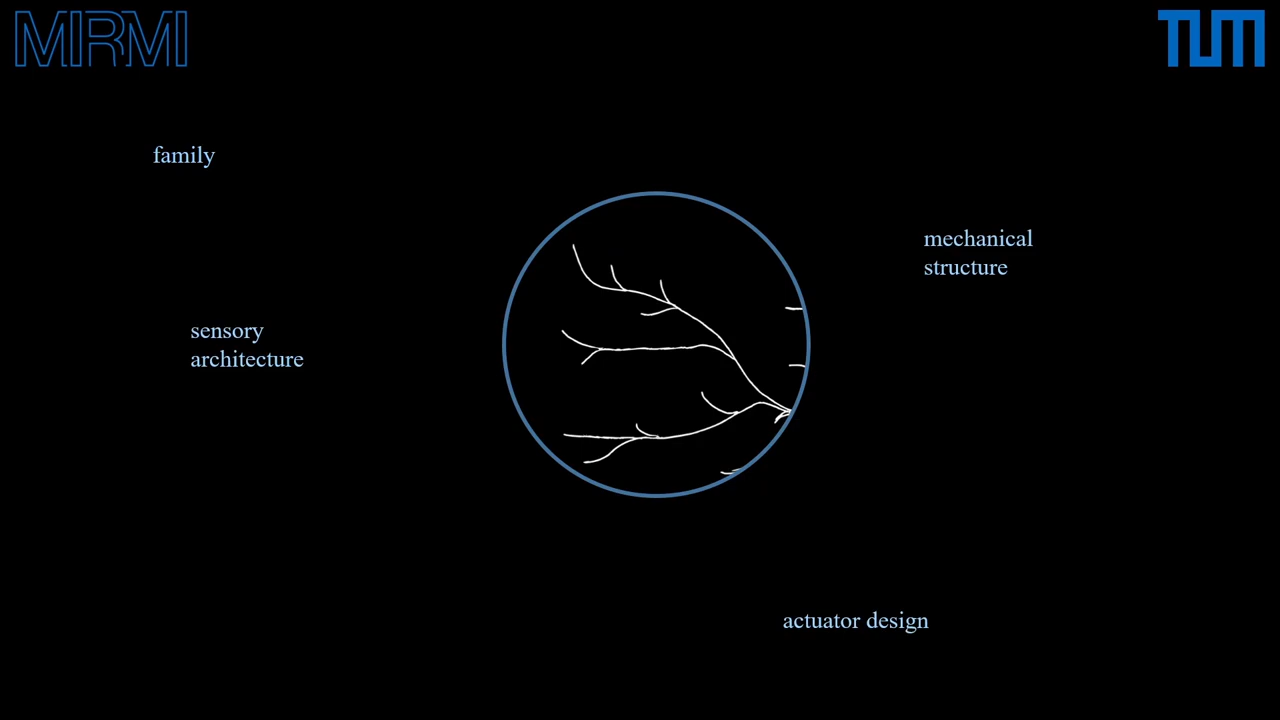 MIRMI
TUM
family
mechanical
structure
sensory
architecture
actuator design